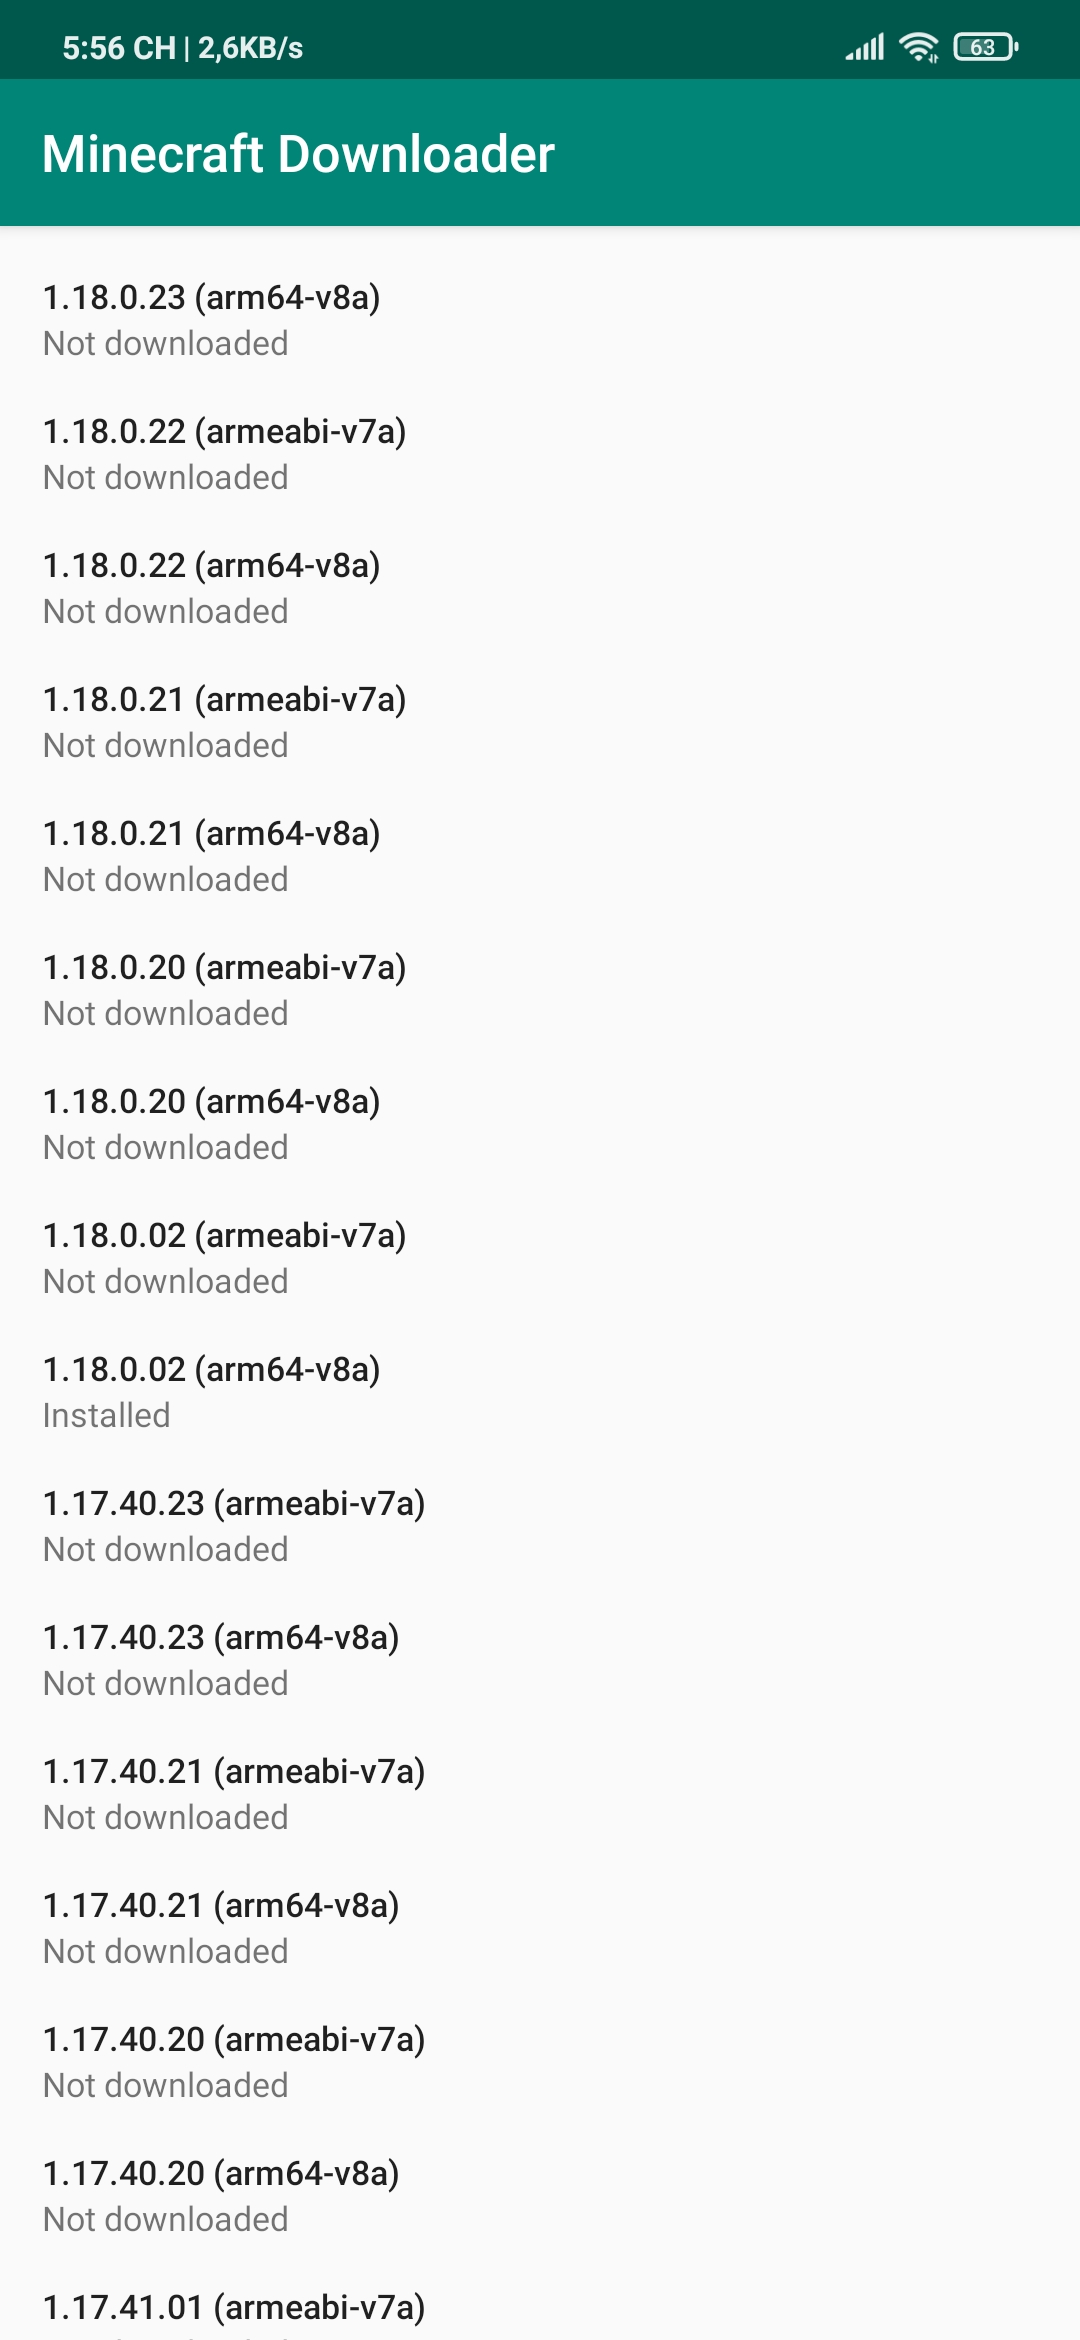 5:56 CH | 2,6KB/s
63
Minecraft Downloader
1.18.0.23 (arm64-v8a)
Not downloaded
1.18.0.22 (armeabi-v7a)
Not downloaded
1.18.0.22 (arm64-v8a)
Not downloaded
1.18.0.21 (armeabi-v7a)
Not downloaded
1.18.0.21 (arm64-v8a)
Not downloaded
1.18.0.20 (armeabi-v7a)
Not downloaded
1.18.0.20 (arm64-v8a)
Not downloaded
1.18.0.02 (armeabi-v7a)
Not downloaded
1.18.0.02 (arm64-v8a)
Installed
1.17.40.23 (armeabi-v7a)
Not downloaded
1.17.40.23 (arm64-v8a)
Not downloaded
1.17.40.21 (armeabi-v7a)
Not downloaded
1.17.40.21 (arm64-v8a)
Not downloaded
1.17.40.20 (armeabi-v7a)
Not downloaded
1.17.40.20 (arm64-v8a)
Not downloaded
1.17.41.01 (armeabi-v7a)